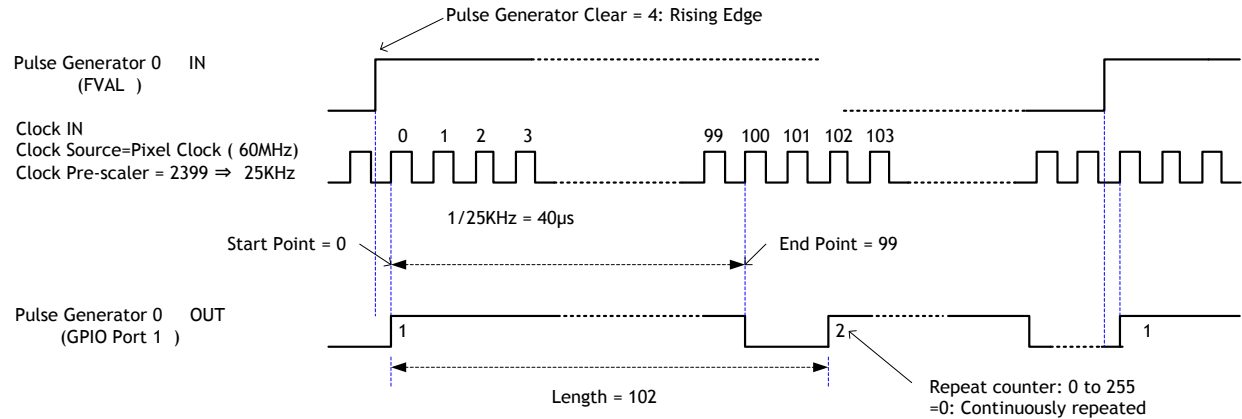 Pulse Generator Clear = 4: Rising Edge
Pulse Generator 0 IN
(FVAL )
Clock IN
Clock Source=Pixel Clock ( 60MHz)
Clock Pre-scaler = 2399 ⇒ 25KHz
0 1 2 3 99 100 101 102 103
1/25KHz = 40µs
Start Point = 0
End Point = 99
Pulse Generator 0 OUT
(GPIO Port 1 )
1 2 1
Length = 102
Repeat counter: 0 to 255
=0: Continuously repeated